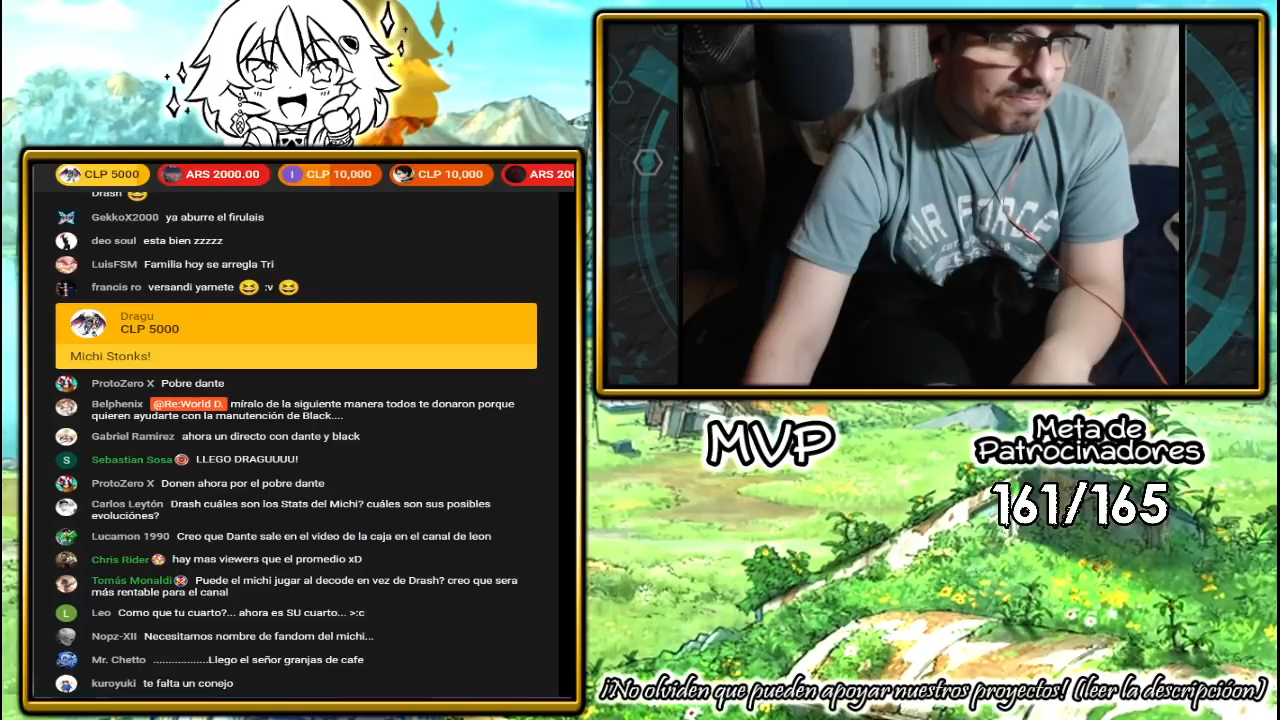 CLP 5000 ARS 2000.00 I CLP 10,000 CLP 10,000 ARS 200
Drash
GekkoX2000 ya aburre el firulais
deo soul esta bien zzzzz
LuisFSM Familia hoy se arregla Tri
francis ro versandi yamete :v
Dragu
CLP 5000
Michi Stonks!
ProtoZero X Pobre dante
Belphenix @Re:World D. míralo de la siguiente manera todos te donaron porque
quieren ayudarte con la manutención de Black....
Gabriel Ramirez ahora un directo con dante y black
S Sebastian Sosa LLEGO DRAGUUUU!
ProtoZero X Donen ahora por el pobre dante
Carlos Leytón Drash cuáles son los Stats del Michi? cuáles son sus posibles
evoluciónes?
Lucamon 1990 Creo que Dante sale en el video de la caja en el canal de leon
Chris Rider hay mas viewers que el promedio xD
Tomás Monaldi Puede el michi jugar al decode en vez de Drash? creo que sera
más rentable para el canal
L Leo Como que tu cuarto?... ahora es SU cuarto... >:c
Nopz-XII Necesitamos nombre de fandom del michi...
Mr. Chetto ..................Llego el señor granjas de cafe
kuroyuki te falta un conejo
AIR FORCE
MVP
Meta de
Patrocinadores
161/165
¡¡No olviden que pueden apoyar nuestros proyectos! (leer la descripcióon)